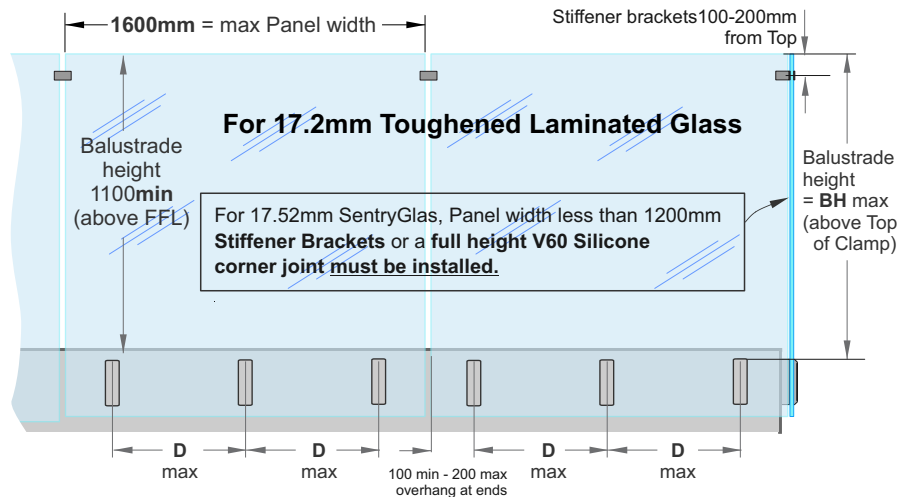 1600mm = max Panel width
Stiffener brackets100-200mm
from Top
For 17.2mm Toughened Laminated Glass
Balustrade
height
1100min
(above FFL)
Balustrade
height
= BH max
(above Top
of Clamp)
For 17.52mm SentryGlas, Panel width less than 1200mm
Stiffener Brackets or a full height V60 Silicone
corner joint must be installed.
D
max
D
max
100 min - 200 max
overhang at ends
D
max
D
max